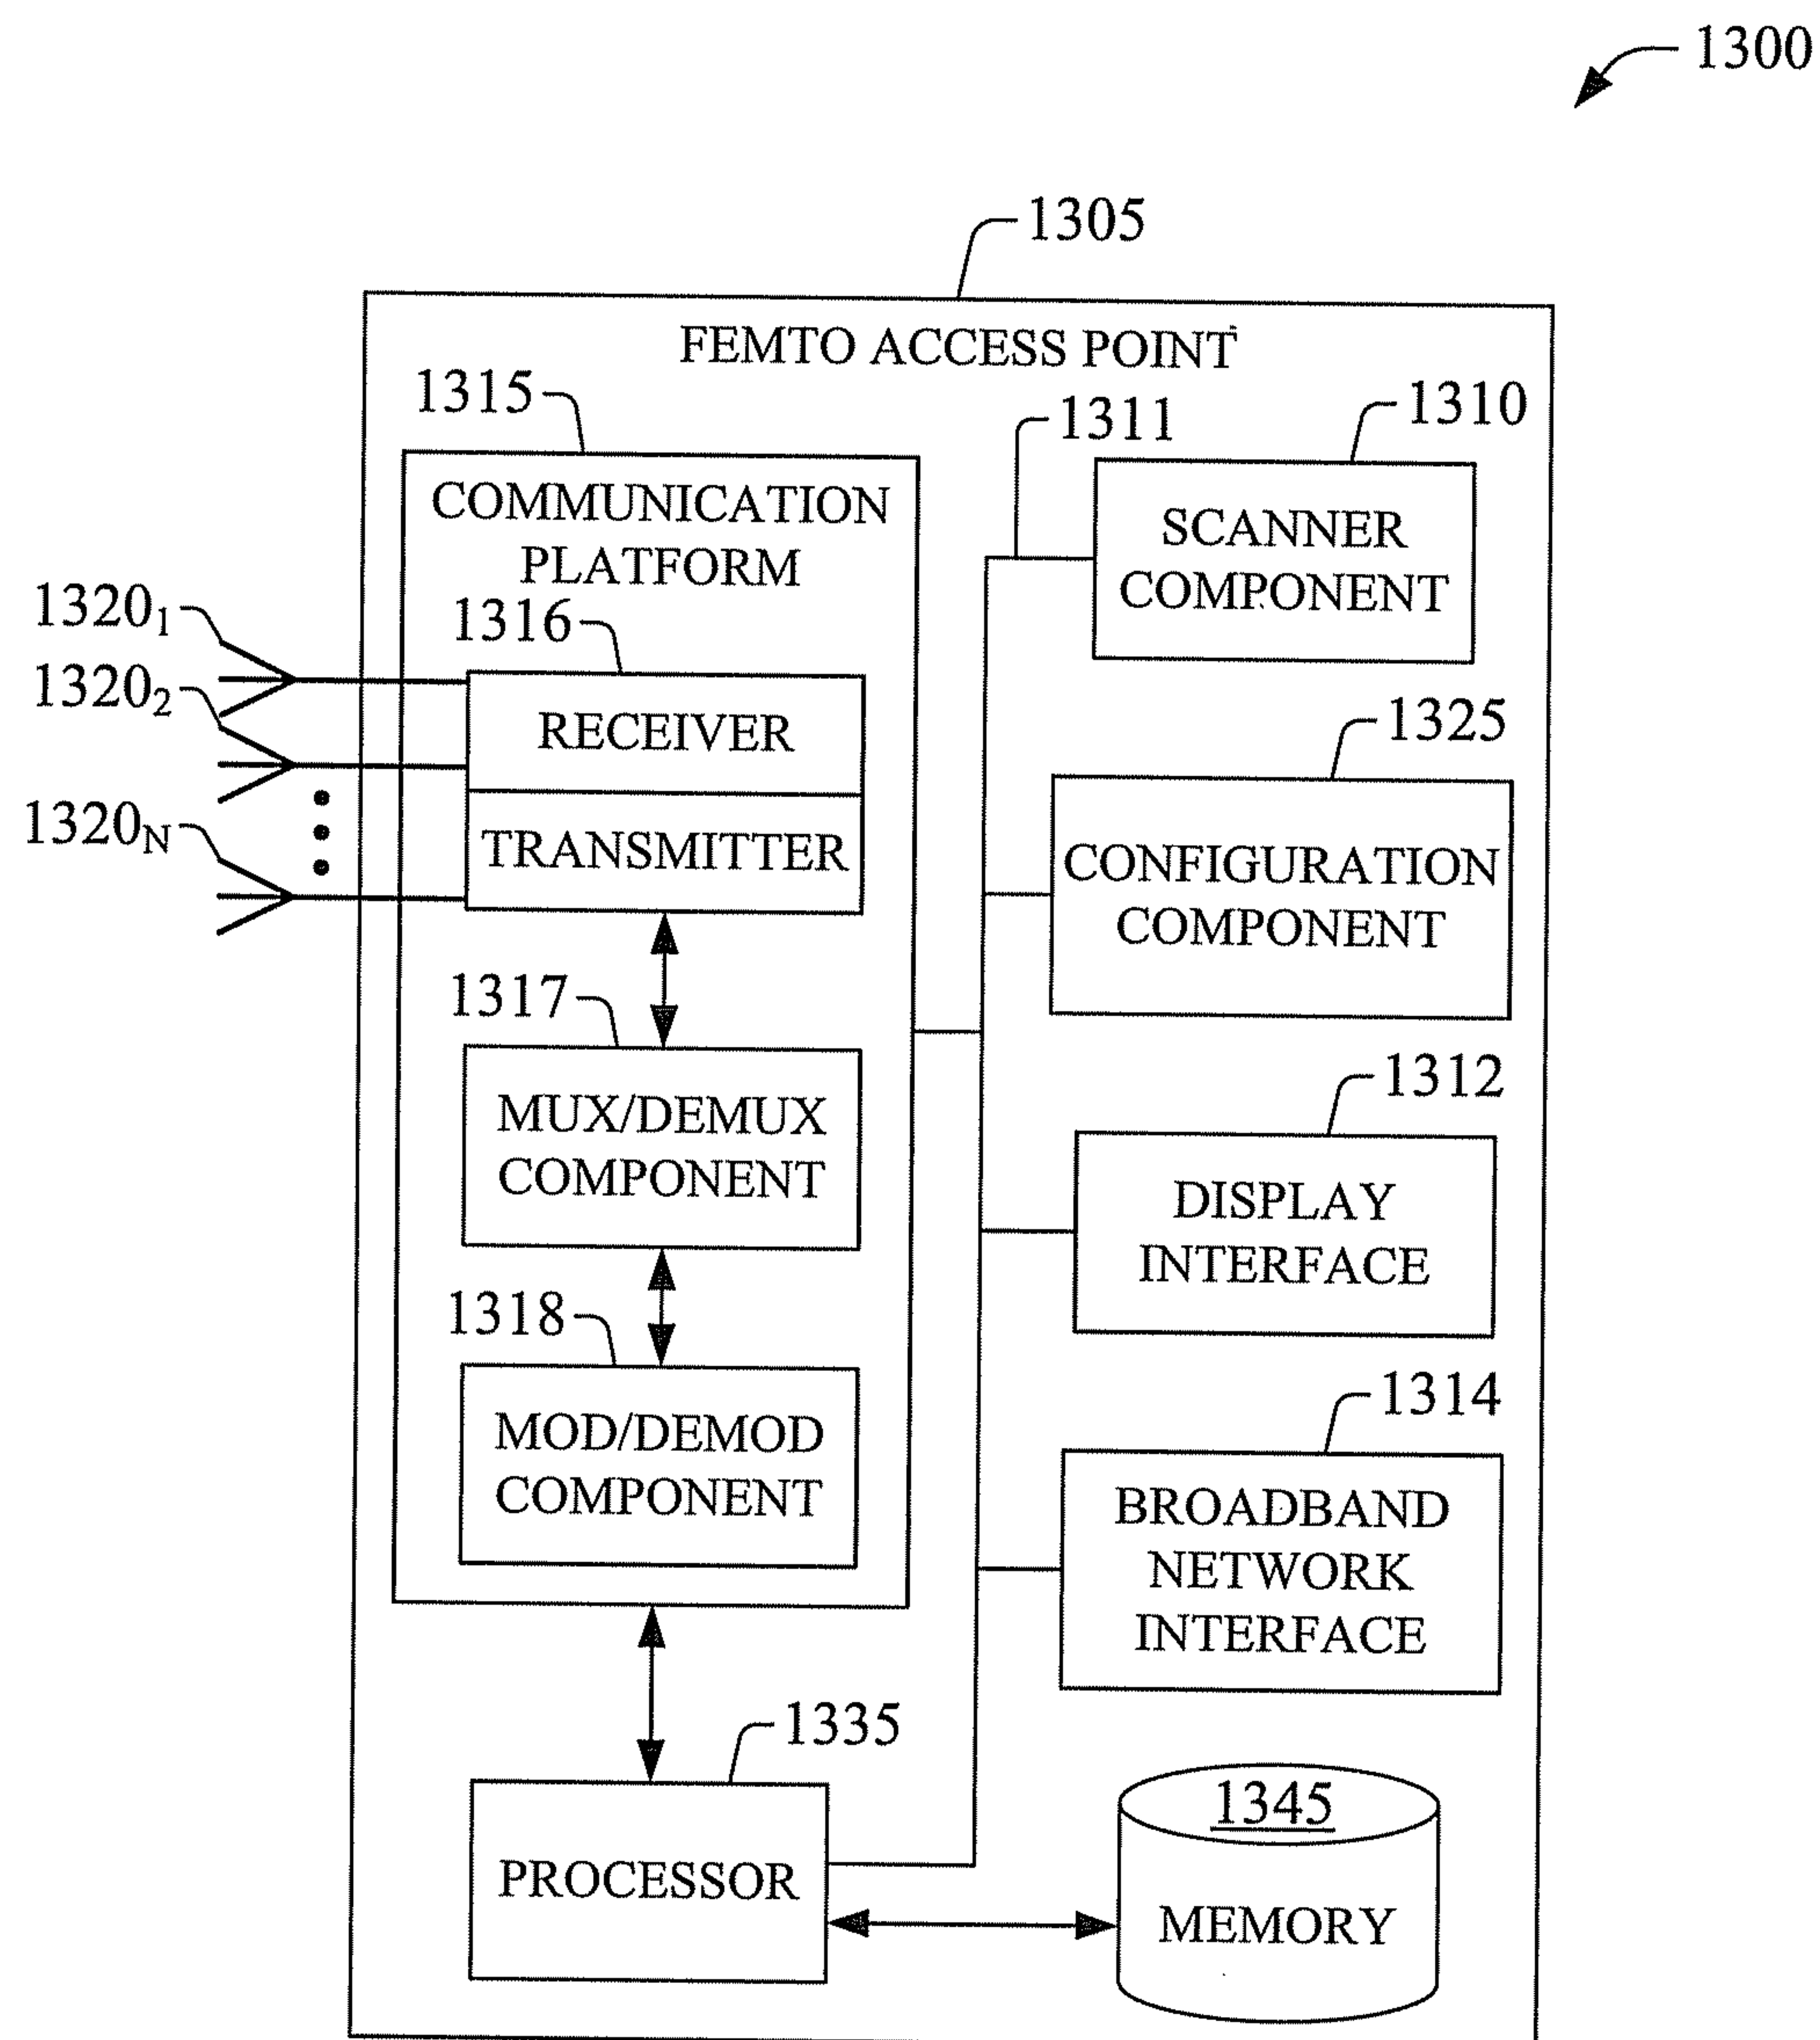 1300
1305
FEMTO ACCESS POINT
1315
1311
1310
COMMUNICATION
PLATFORM
SCANNER
COMPONENT
1320₁
1316
1320₂
RECEIVER
1325
1320N
TRANSMITTER
CONFIGURATION
COMPONENT
1317
MUX/DEMUX
COMPONENT
1312
DISPLAY
INTERFACE
1318
MOD/DEMOD
COMPONENT
1314
BROADBAND
NETWORK
INTERFACE
1335
PROCESSOR
1345
MEMORY